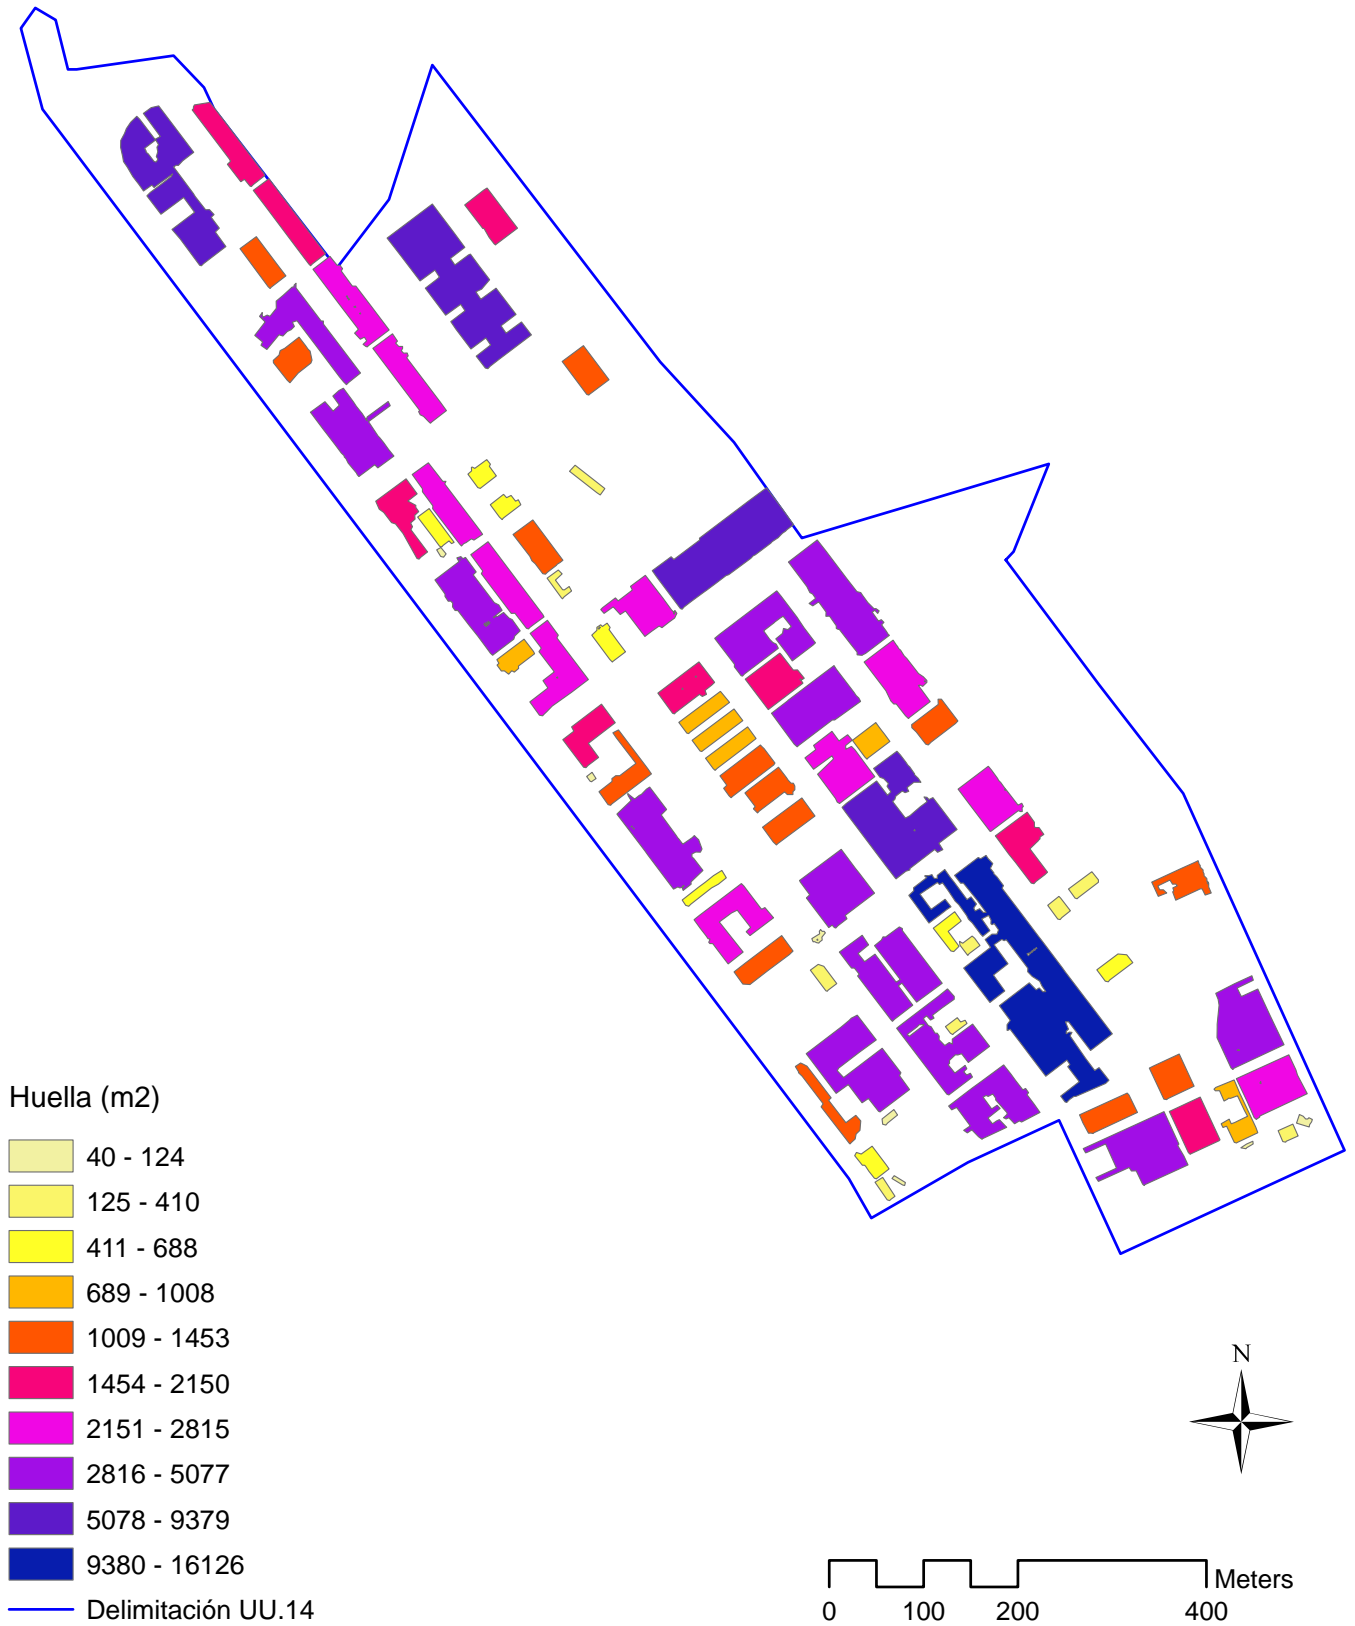 Huella (m2)
40 - 124
125 - 410
411 - 688
689 - 1008
1009 - 1453
1454 - 2150
2151 - 2815
2816 - 5077
5078 - 9379
9380 - 16126
Delimitación UU.14
N
Meters
0 100 200 400